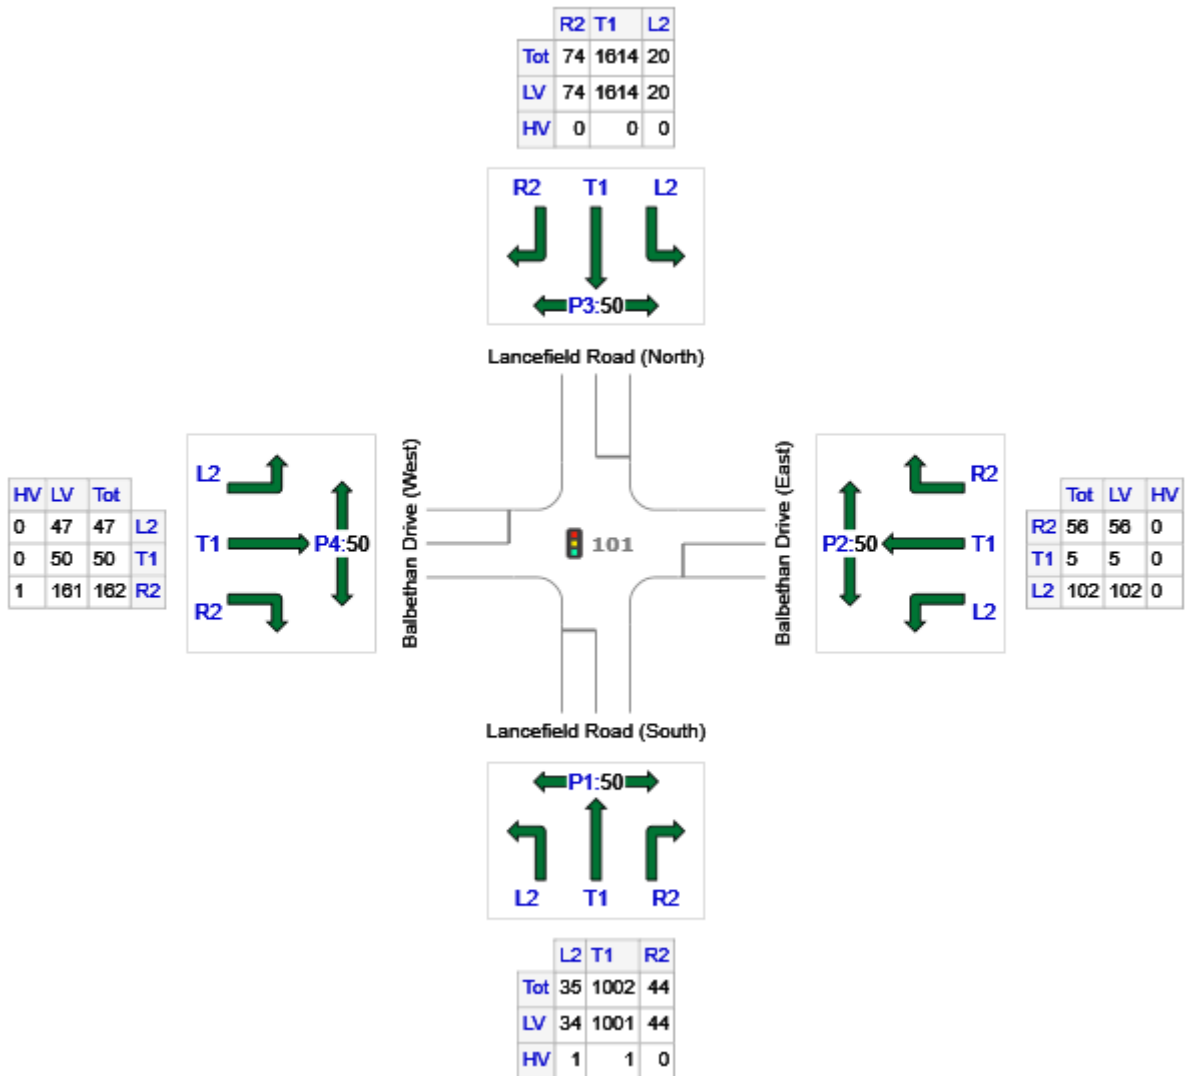 R2 T1 L2
Tot 74 1614 20
LV 74 1614 20
HV 0 0 0
R2 T1 L2
P3:50
Lancefield Road (North)
HV LV Tot
0 47 47 L2
0 50 50 T1
1 161 162 R2
L2
T1
R2
P4:50
Balbethan Drive (West)
101
Balbethan Drive (East)
P2:50
R2
T1
L2
Tot LV HV
R2 56 56 0
T1 5 5 0
L2 102 102 0
Lancefield Road (South)
P1:50
L2 T1 R2
L2 T1 R2
Tot 35 1002 44
LV 34 1001 44
HV 1 1 0